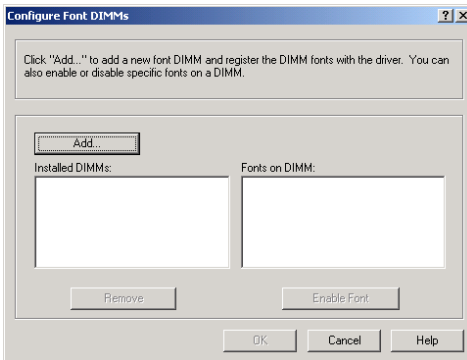 Configure Font DIMMs
Click "Add..." to add a new font DIMM and register the DIMM fonts with the driver. You can
also enable or disable specific fonts on a DIMM.
Add...
Installed DIMMs: Fonts on DIMM:
Remove Enable Font
OK Cancel Help